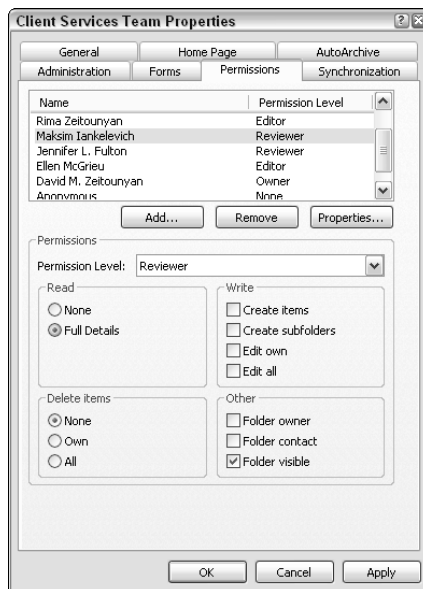 Client Services Team Properties
General Home Page AutoArchive
Administration Forms Permissions Synchronization
Name Permission Level
Rima Zeitounyan Editor
Maksim Iankelevich Reviewer
Jennifer L. Fulton Reviewer
Ellen McGrieu Editor
David M. Zeitounyan Owner
Anonymous None
Add... Remove Properties...
Permissions
Permission Level: Reviewer
Read Write
None Create items
Full Details Create subfolders
Edit own
Edit all
Delete items Other
None Folder owner
Own Folder contact
All Folder visible
OK Cancel Apply